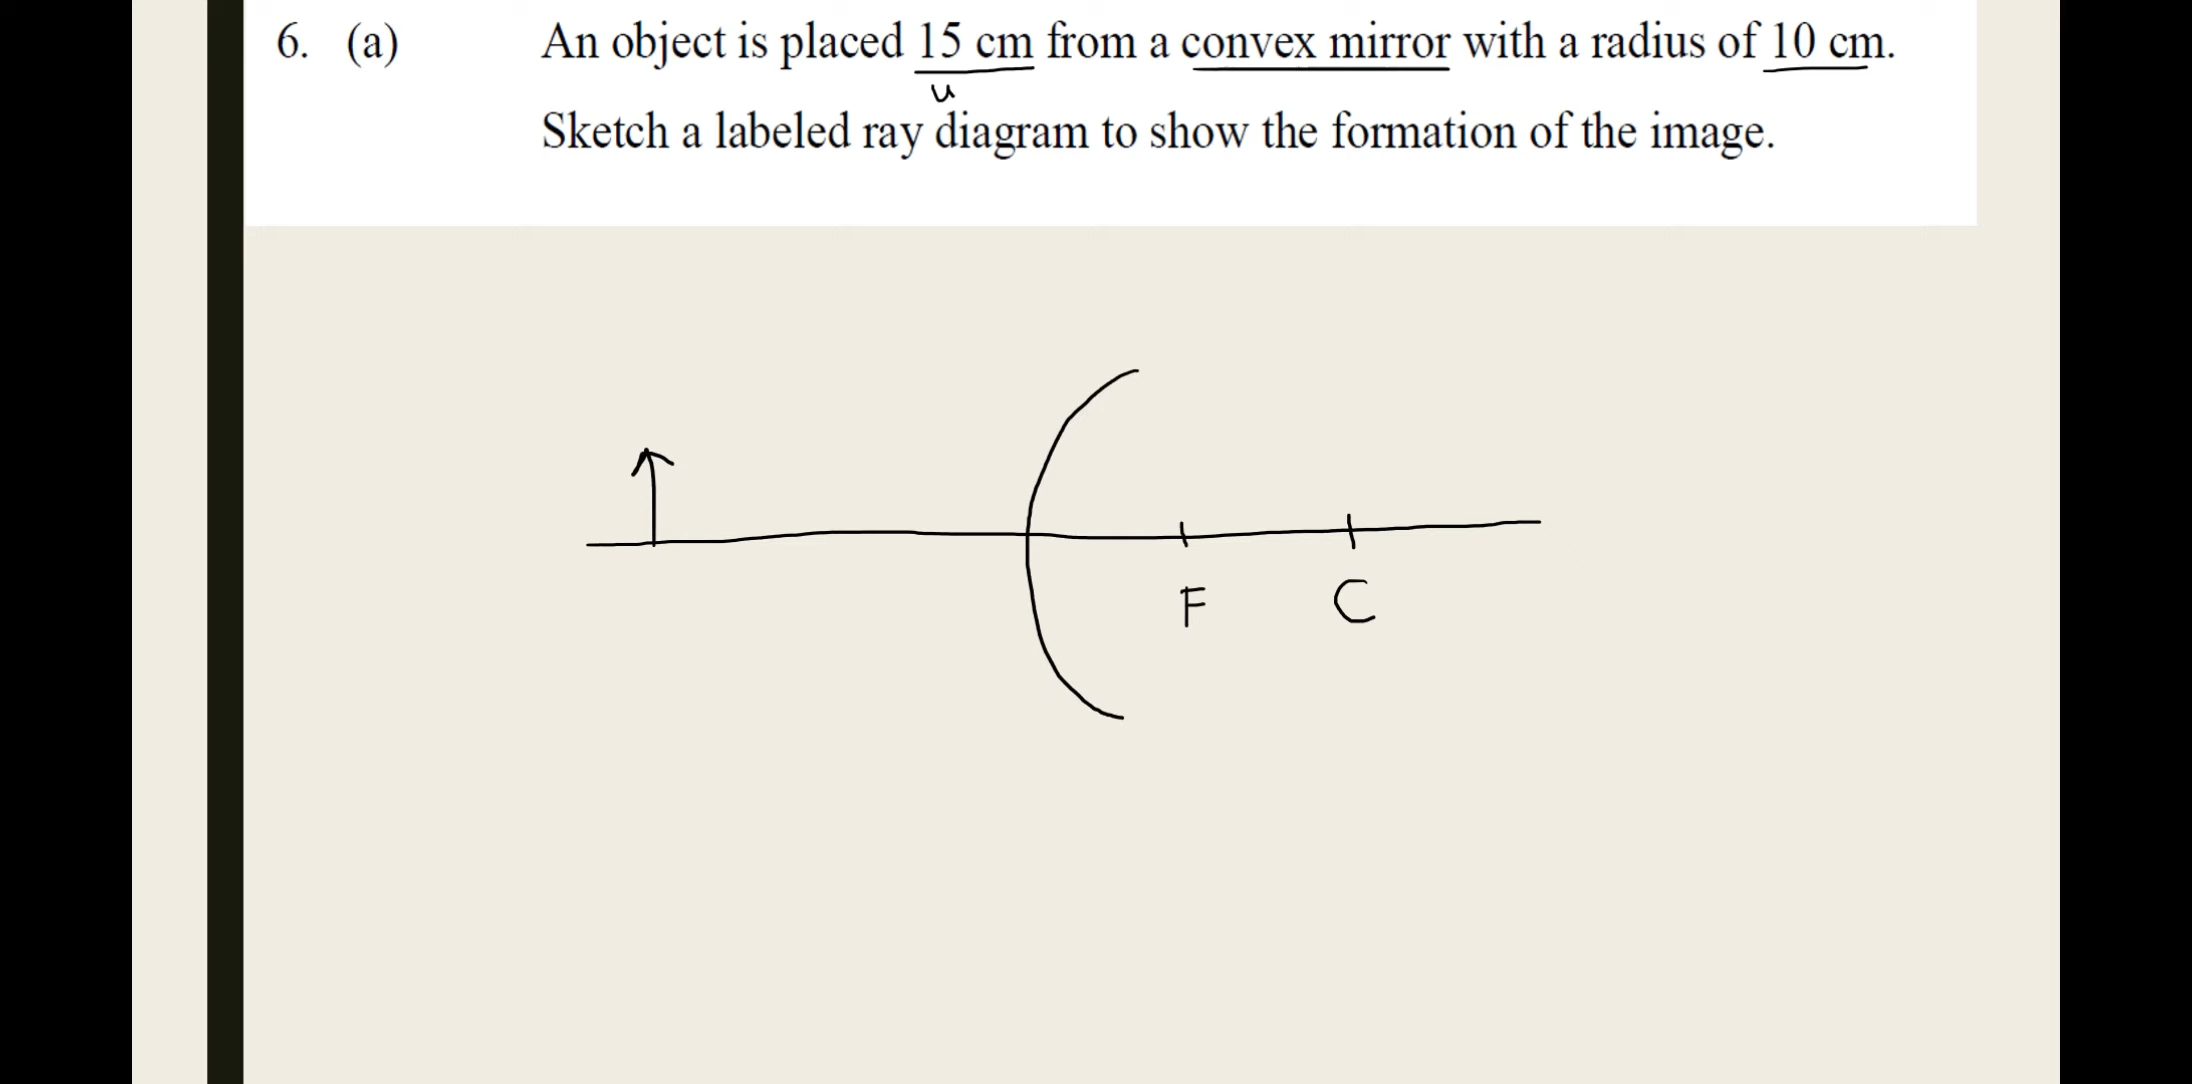 6. (a) An object is placed 15 cm from a convex mirror with a radius of 10 cm.
u
Sketch a labeled ray diagram to show the formation of the image.
F C